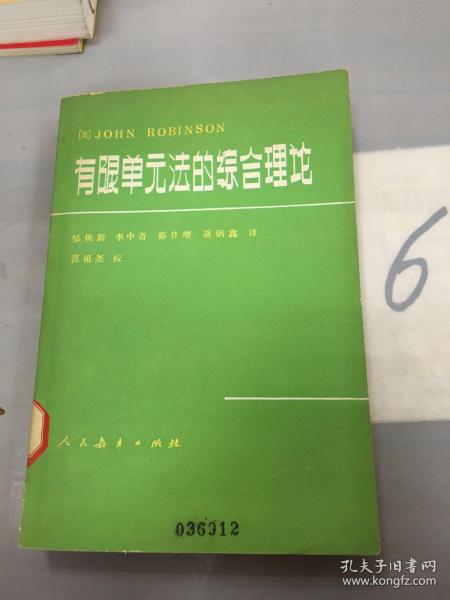 [美] JOHN ROBINSON
有限单元法的综合理论
邹焕新 李中奇 蔡日增 蒋炳鑫 译
范祖尧 校
人民教育出版社
036912
6
孔夫子旧书网
www.kongfz.com